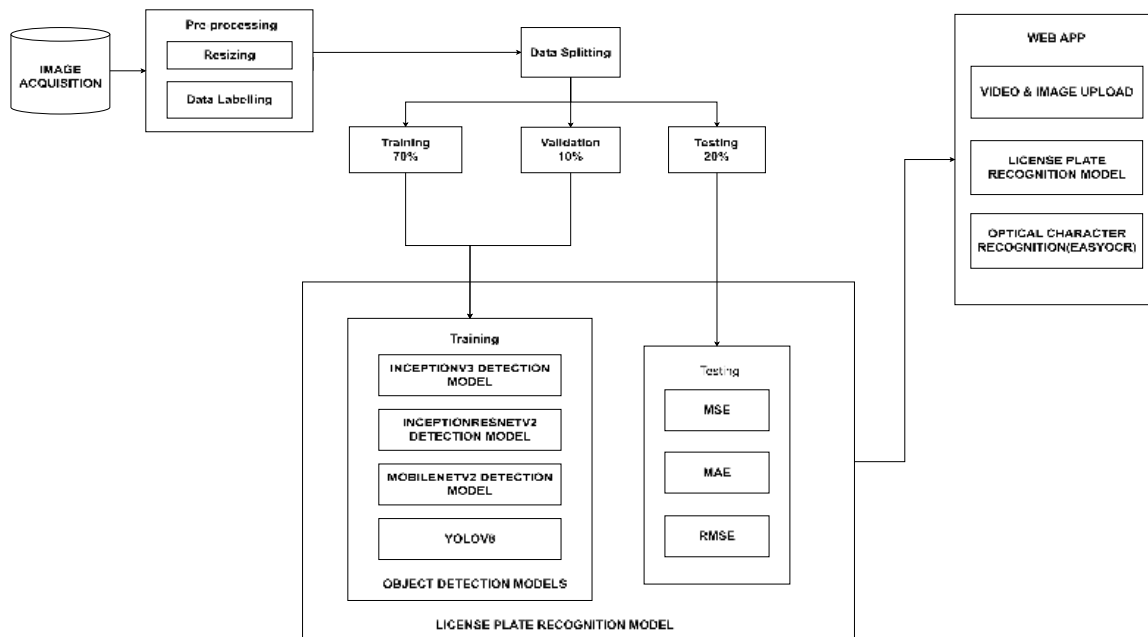 IMAGE
ACQUISITION
Pre-processing
Resizing
Data Labelling
Data Splitting
Training
70%
Validation
10%
Testing
20%
WEB APP
VIDEO & IMAGE UPLOAD
LICENSE PLATE
RECOGNITION MODEL
OPTICAL CHARACTER
RECOGNITION(EASYOCR)
Training
INCEPTIONV3 DETECTION
MODEL
INCEPTIONRESNETV2
DETECTION MODEL
MOBILENETV2 DETECTION
MODEL
YOLOV8
OBJECT DETECTION MODELS
Testing
MSE
MAE
RMSE
LICENSE PLATE RECOGNITION MODEL